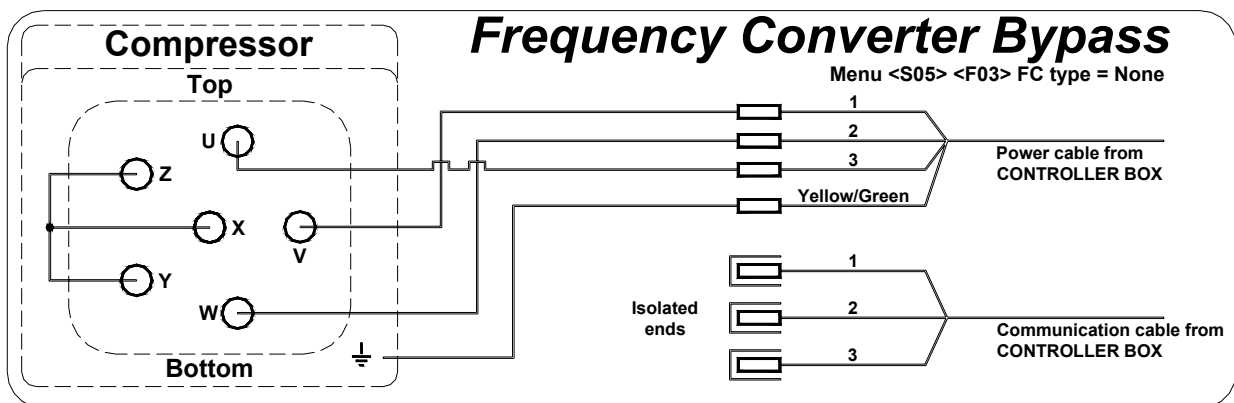 Compressor
Frequency Converter Bypass
Menu <S05> <F03> FC type = None
Top
U
Z
X
V
Y
W
Bottom
1
2
3
Yellow/Green
Power cable from
CONTROLLER BOX
Isolated
ends
1
2
3
Communication cable from
CONTROLLER BOX